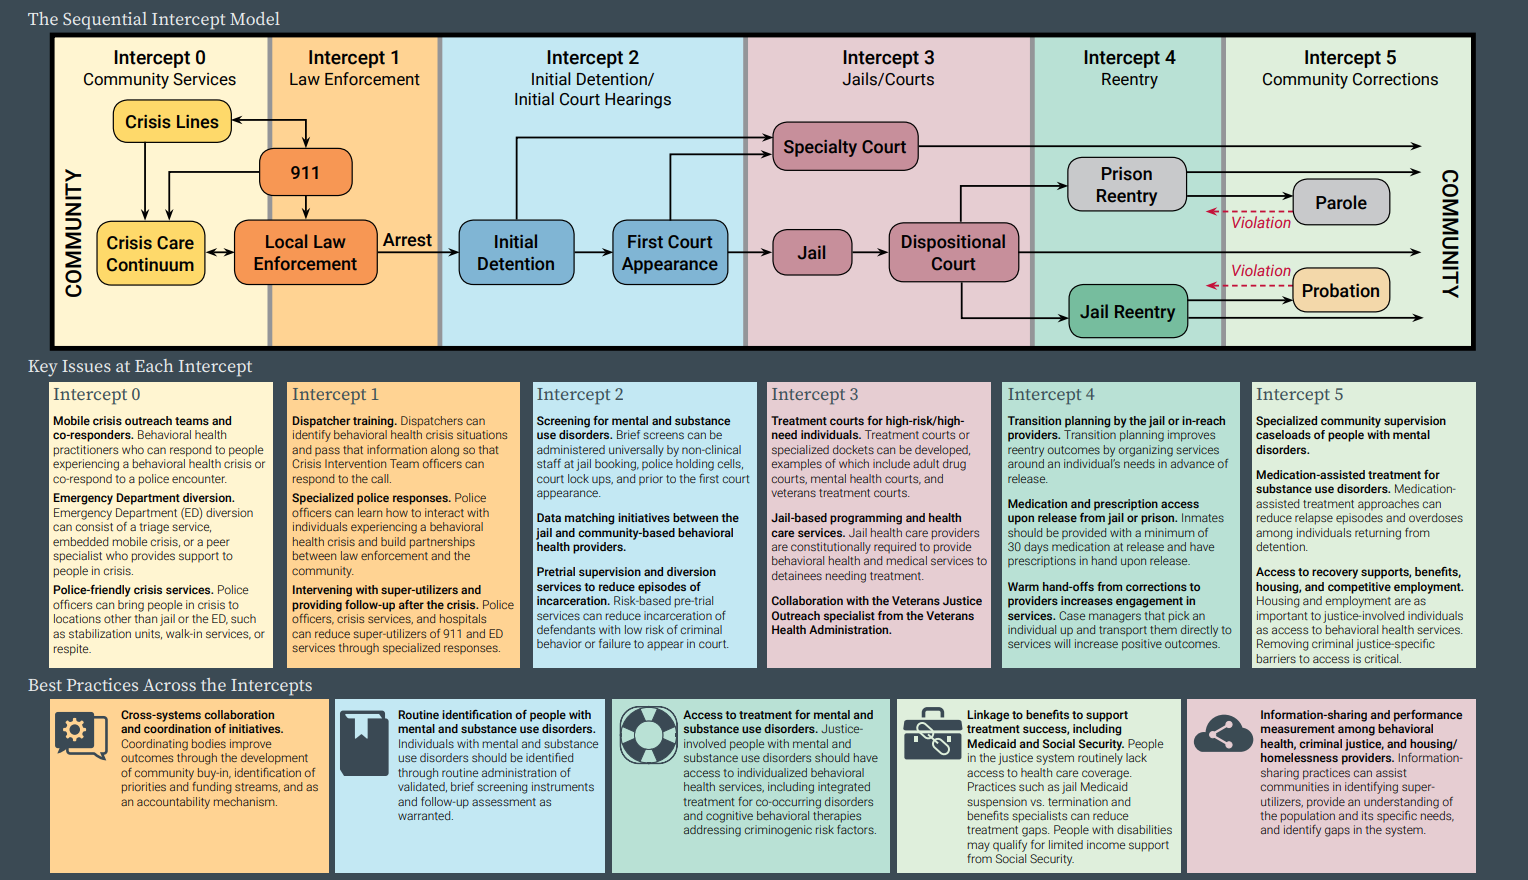 The Sequential Intercept Model
Intercept 0
Community Services
Intercept 1
Law Enforcement
Intercept 2
Initial Detention/
Initial Court Hearings
Intercept 3
Jails/Courts
Intercept 4
Reentry
Intercept 5
Community Corrections
COMMUNITY
Crisis Lines
911
Crisis Care
Continuum
Local Law
Enforcement
Arrest
Initial
Detention
First Court
Appearance
Specialty Court
Jail
Dispositional
Court
Prison
Reentry
Jail Reentry
Parole
Violation
Violation
Probation
COMMUNITY
Key Issues at Each Intercept
Intercept 0
Mobile crisis outreach teams and
co-responders. Behavioral health
practitioners who can respond to people
experiencing a behavioral health crisis or
co-respond to a police encounter.
Emergency Department diversion.
Emergency Department (ED) diversion
can consist of a triage service,
embedded mobile crisis, or a peer
specialist who provides support to
people in crisis.
Police-friendly crisis services. Police
officers can bring people in crisis to
locations other than jail or the ED, such
as stabilization units, walk-in services, or
respite.
Intercept 1
Dispatcher training. Dispatchers can
identify behavioral health crisis situations
and pass that information along so that
Crisis Intervention Team officers can
respond to the call.
Specialized police responses. Police
officers can learn how to interact with
individuals experiencing a behavioral
health crisis and build partnerships
between law enforcement and the
community.
Intervening with super-utilizers and
providing follow-up after the crisis. Police
officers, crisis services, and hospitals
can reduce super-utilizers of 911 and ED
services through specialized responses.
Intercept 2
Screening for mental and substance
use disorders. Brief screens can be
administered universally by non-clinical
staff at jail booking, police holding cells,
court lock ups, and prior to the first court
appearance.
Data matching initiatives between the
jail and community-based behavioral
health providers.
Pretrial supervision and diversion
services to reduce episodes of
incarceration. Risk-based pre-trial
services can reduce incarceration of
defendants with low risk of criminal
behavior or failure to appear in court.
Intercept 3
Treatment courts for high-risk/high-
need individuals. Treatment courts or
specialized dockets can be developed,
examples of which include adult drug
courts, mental health courts, and
veterans treatment courts.
Jail-based programming and health
care services. Jail health care providers
are constitutionally required to provide
behavioral health and medical services to
detainees needing treatment.
Collaboration with the Veterans Justice
Outreach specialist from the Veterans
Health Administration.
Intercept 4
Transition planning by the jail or in-reach
providers. Transition planning improves
reentry outcomes by organizing services
around an individual's needs in advance of
release.
Medication and prescription access
upon release from jail or prison. Inmates
should be provided with a minimum of
30 days medication at release and have
prescriptions in hand upon release.
Warm hand-offs from corrections to
providers increases engagement in
services. Case managers that pick an
individual up and transport them directly to
services will increase positive outcomes.
Intercept 5
Specialized community supervision
caseloads of people with mental
disorders.
Medication-assisted treatment for
substance use disorders. Medication-
assisted treatment approaches can
reduce relapse episodes and overdoses
among individuals returning from
detention.
Access to recovery supports, benefits,
housing, and competitive employment.
Housing and employment are as
important to justice-involved individuals
as access to behavioral health services.
Removing criminal justice-specific
barriers to access is critical.
Best Practices Across the Intercepts
Cross-systems collaboration
and coordination of initiatives.
Coordinating bodies improve
outcomes through the development
of community buy-in, identification of
priorities and funding streams, and as
an accountability mechanism.
Routine identification of people with
mental and substance use disorders.
Individuals with mental and substance
use disorders should be identified
through routine administration of
validated, brief screening instruments
and follow-up assessment as
warranted.
Access to treatment for mental and
substance use disorders. Justice-
involved people with mental and
substance use disorders should have
access to individualized behavioral
health services, including integrated
treatment for co-occurring disorders
and cognitive behavioral therapies
addressing criminogenic risk factors.
Linkage to benefits to support
treatment success, including
Medicaid and Social Security. People
in the justice system routinely lack
access to health care coverage.
Practices such as jail Medicaid
suspension vs. termination and
benefits specialists can reduce
treatment gaps. People with disabilities
may qualify for limited income support
from Social Security.
Information-sharing and performance
measurement among behavioral
health, criminal justice, and housing/
homelessness providers. Information-
sharing practices can assist
communities in identifying super-
utilizers, provide an understanding of
the population and its specific needs,
and identify gaps in the system.